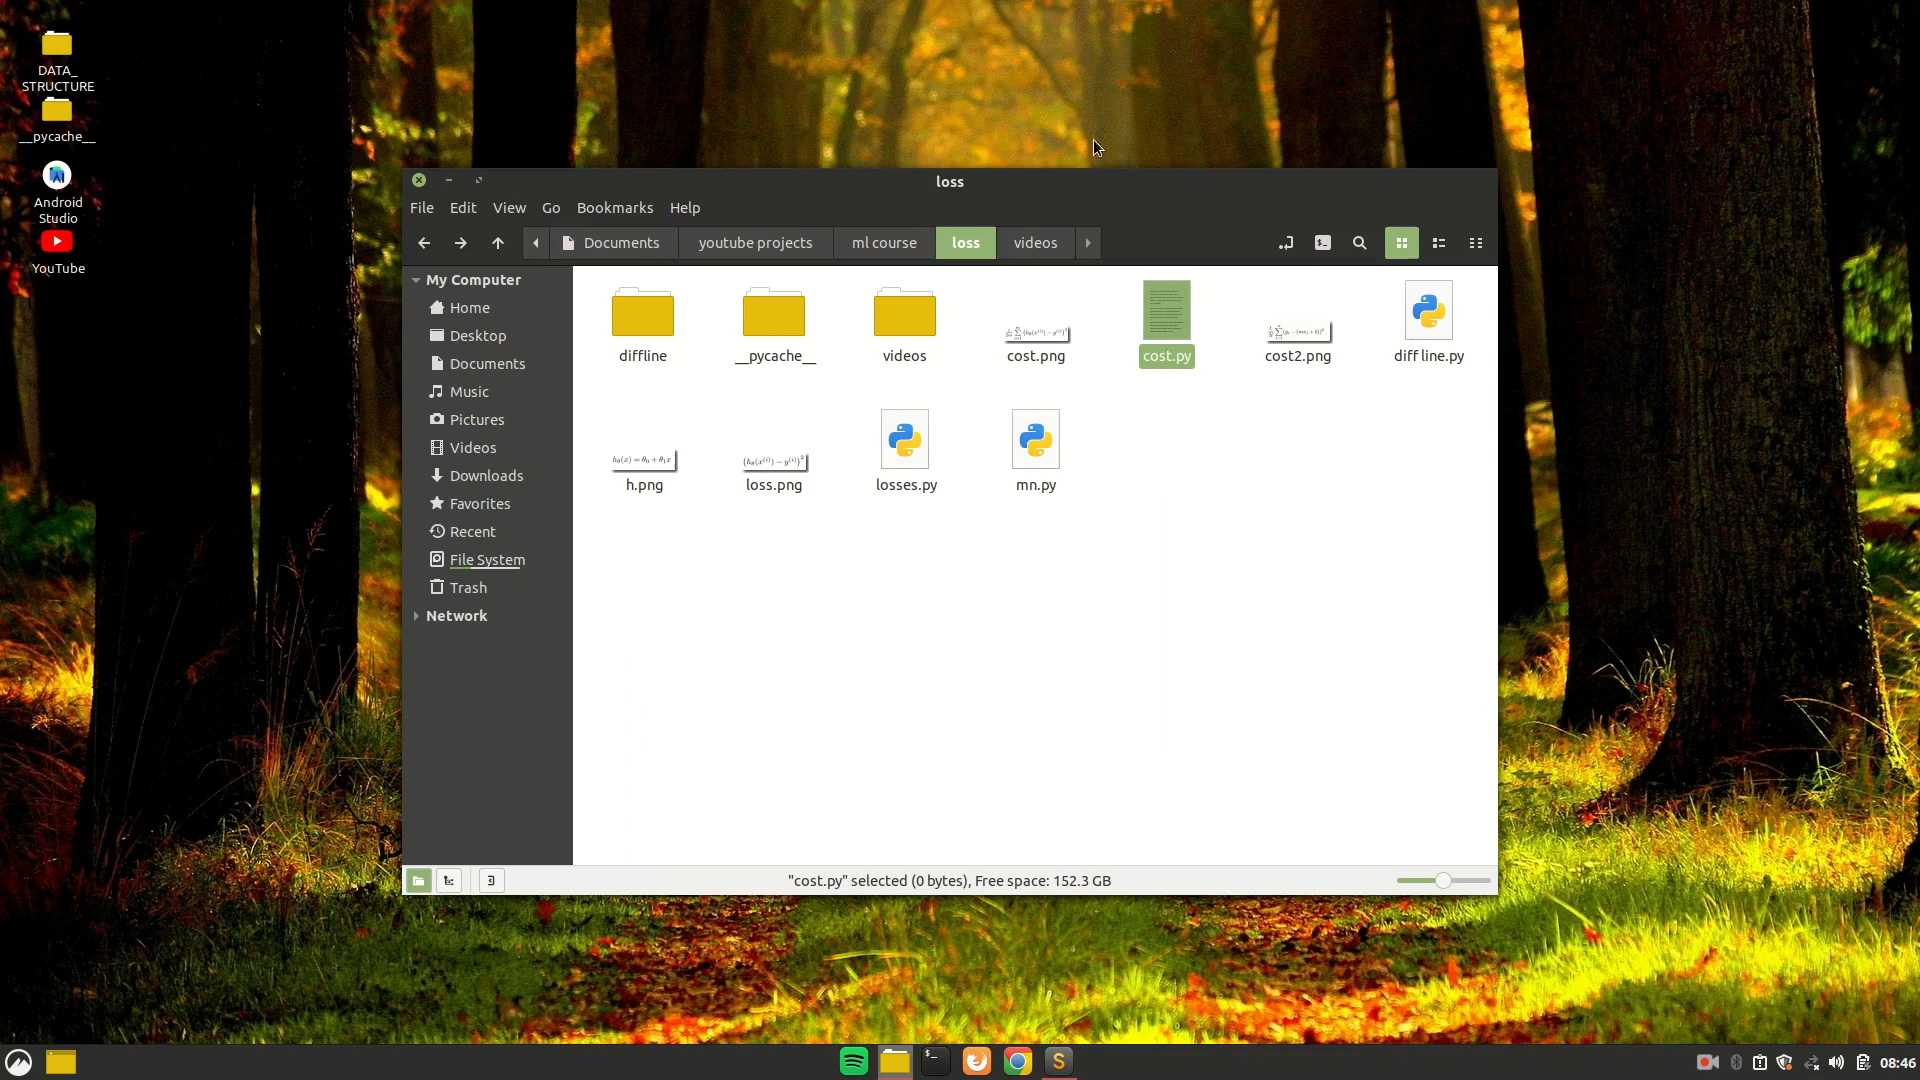 DATA_
STRUCTURE
__pycache__
Android
Studio
YouTube
loss
File Edit View Go Bookmarks Help
Documents youtube projects ml course loss videos
My Computer
Home
Desktop
Documents
Music
Pictures
Videos
Downloads
Favorites
Recent
File System
Trash
Network
diffline __pycache__ videos cost.png cost.py cost2.png diff line.py
h.png loss.png losses.py mn.py
"cost.py" selected (0 bytes), Free space: 152.3 GB
08:46